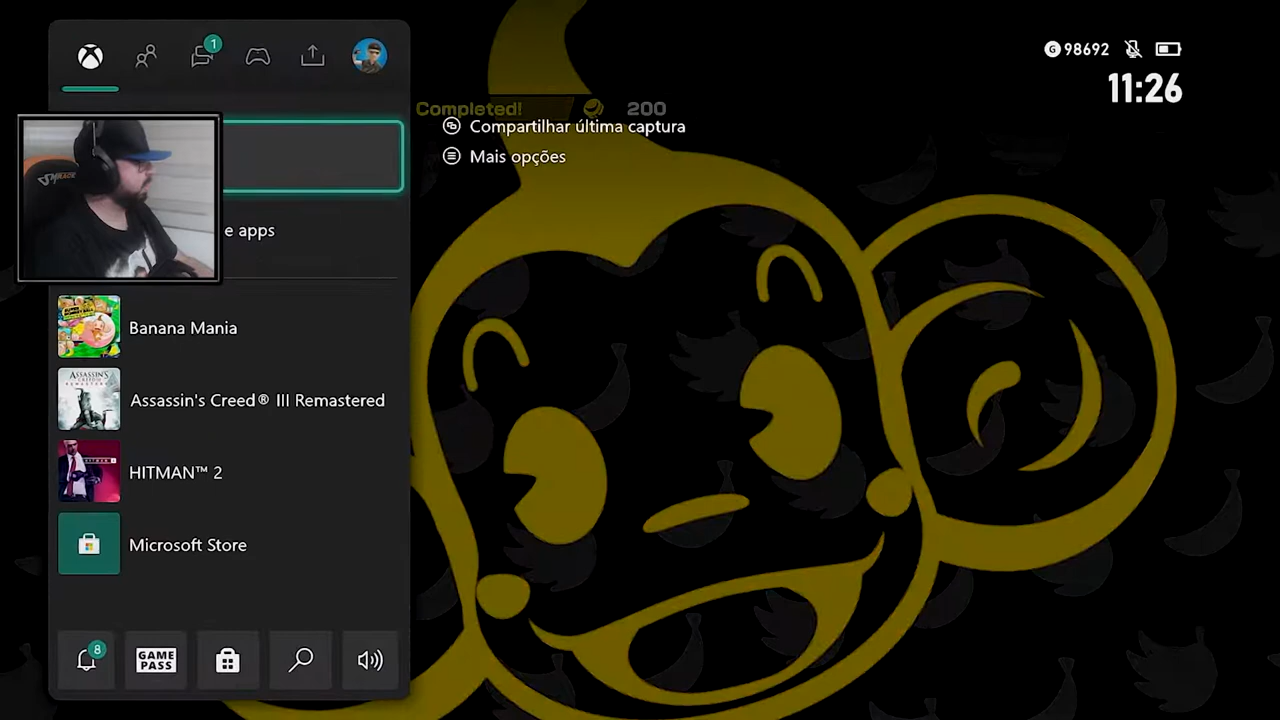 1
G 98692
11:26
Completed! 200
Compartilhar última captura
Mais opções
e apps
Banana Mania
Assassin's Creed® III Remastered
HITMAN™ 2
Microsoft Store
8
GAME
PASS